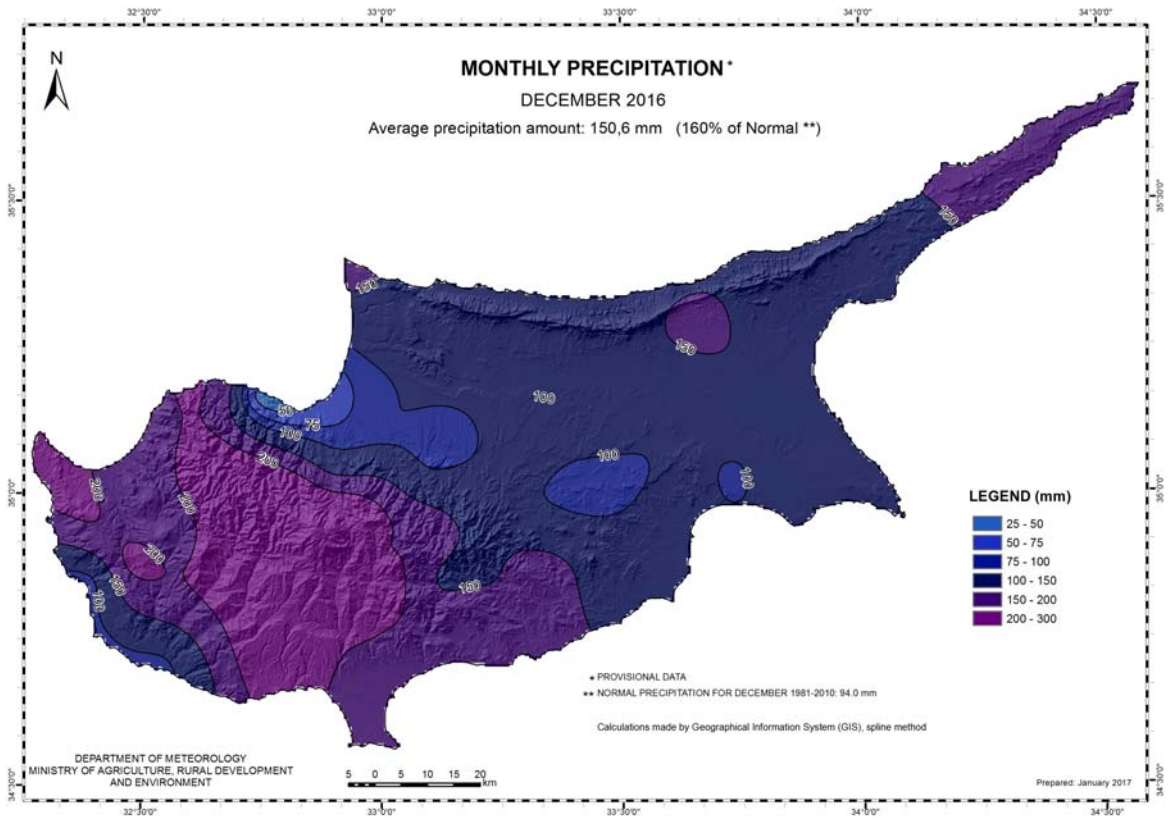 32°30'0" 33°0'0" 33°30'0" 34°0'0" 34°30'0"
N
MONTHLY PRECIPITATION *
DECEMBER 2016
Average precipitation amount: 150,6 mm (160% of Normal **)
35°30'0" 35°30'0"
150
150
150
100
50
75
100
200
100
100
200
200
200
150
150
100
35°0'0" 35°0'0"
LEGEND (mm)
25 - 50
50 - 75
75 - 100
100 - 150
150 - 200
200 - 300
* PROVISIONAL DATA
** NORMAL PRECIPITATION FOR DECEMBER 1981-2010: 94.0 mm
Calculations made by Geographical Information System (GIS), spline method
DEPARTMENT OF METEOROLOGY
MINISTRY OF AGRICULTURE, RURAL DEVELOPMENT
AND ENVIRONMENT
5 0 5 10 15 20
km
Prepared: January 2017
34°30'0" 34°30'0"
32°30'0" 33°0'0" 33°30'0" 34°0'0" 34°30'0"